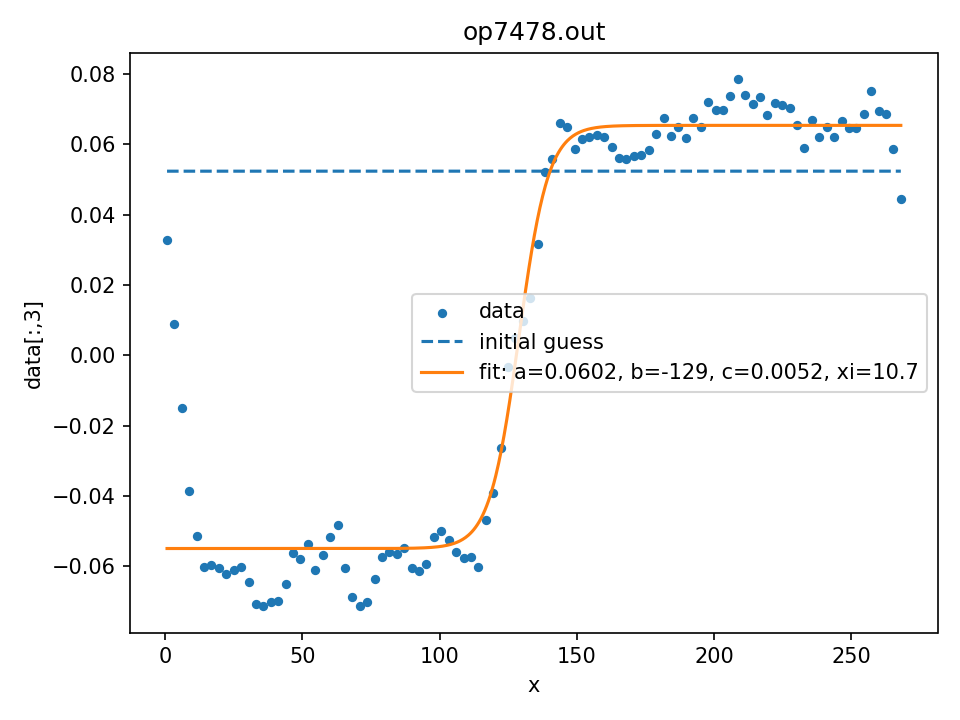 op7478.out
0.08
0.06
0.04
0.02
0.00
−0.02
−0.04
−0.06
data[:,3]
data
initial guess
fit: a=0.0602, b=-129, c=0.0052, xi=10.7
0 50 100 150 200 250
x